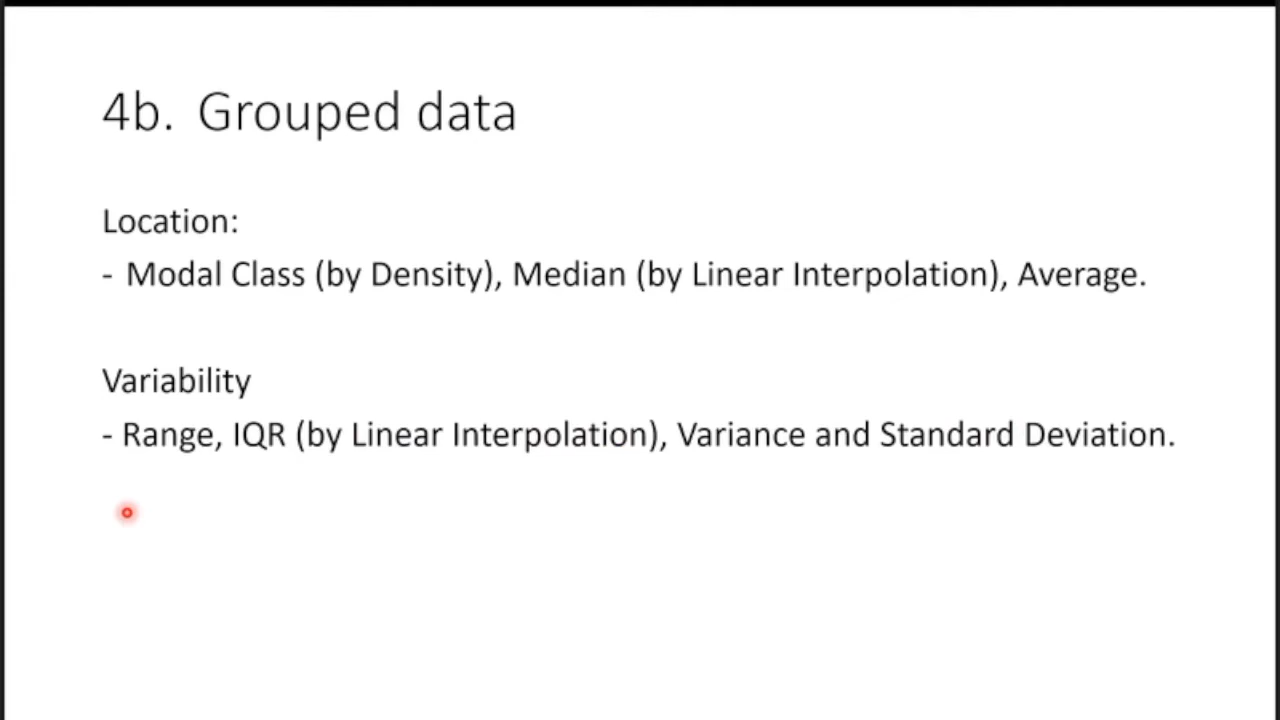 4b. Grouped data
Location:
- Modal Class (by Density), Median (by Linear Interpolation), Average.
Variability
- Range, IQR (by Linear Interpolation), Variance and Standard Deviation.